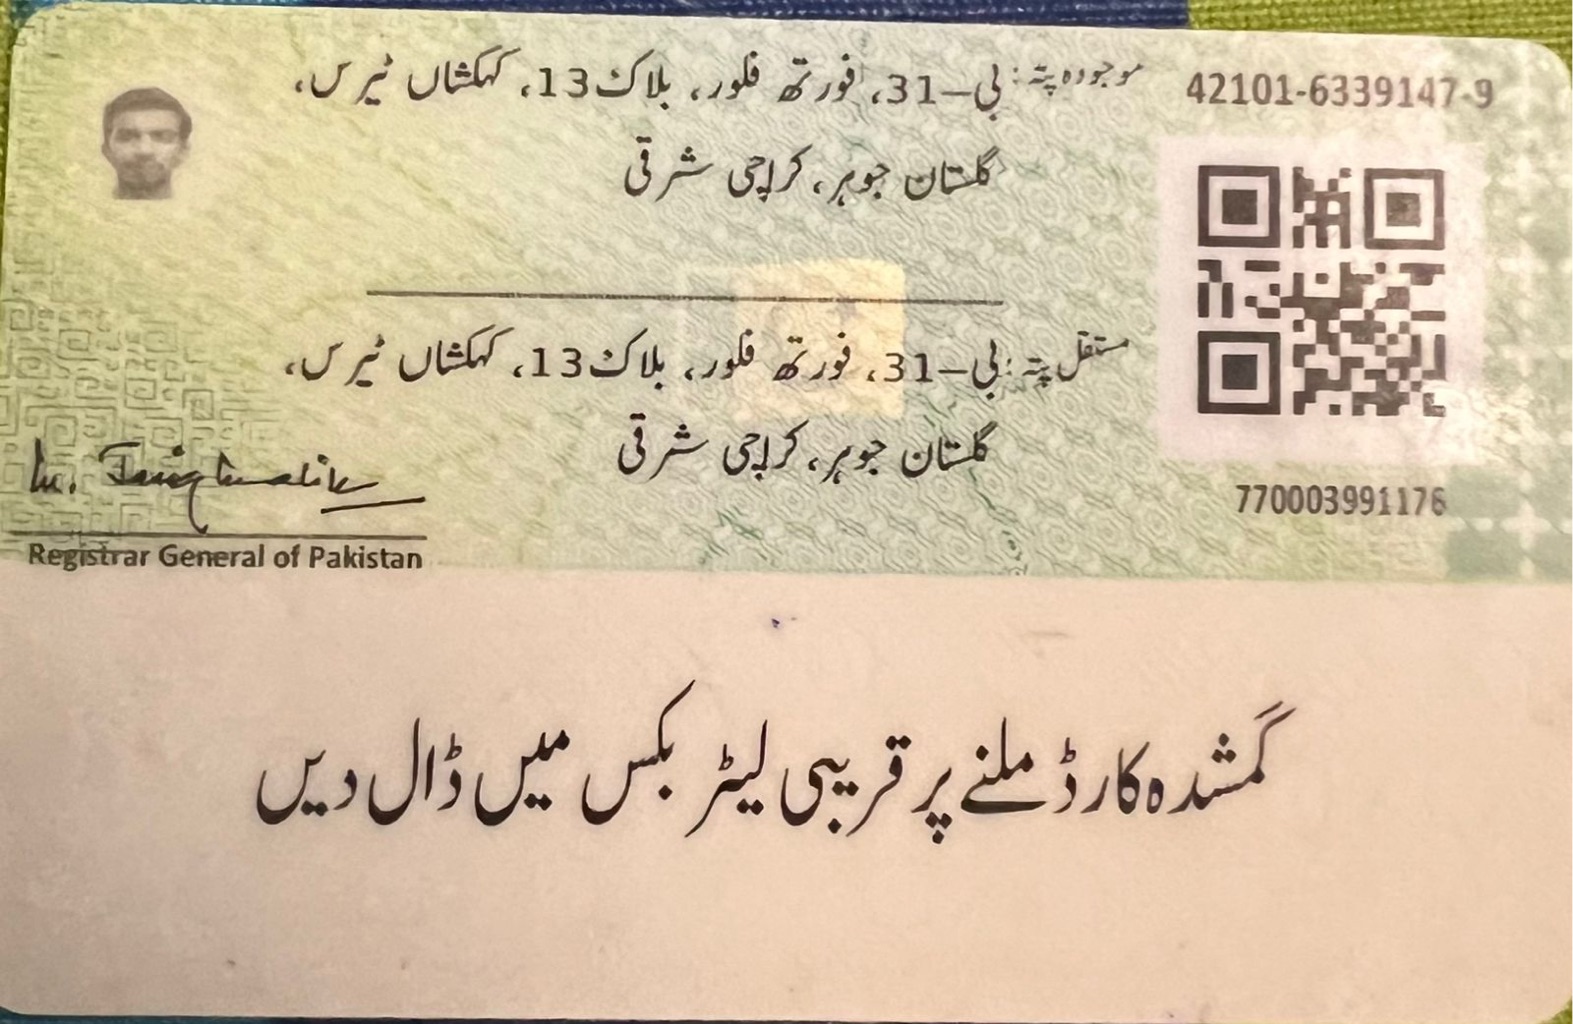 موجودہ پتہ: بی-31، فورتھ فلور، بلاک 13، کہکشاں ٹیرس،
گلستان جوہر، کراچی شرقی
42101-6339147-9
مستقل پتہ: بی-31، فورتھ فلور، بلاک 13، کہکشاں ٹیرس،
گلستان جوہر، کراچی شرقی
770003991176
Registrar General of Pakistan
گمشدہ کارڈ ملنے پر قریبی لیٹر بکس میں ڈال دیں